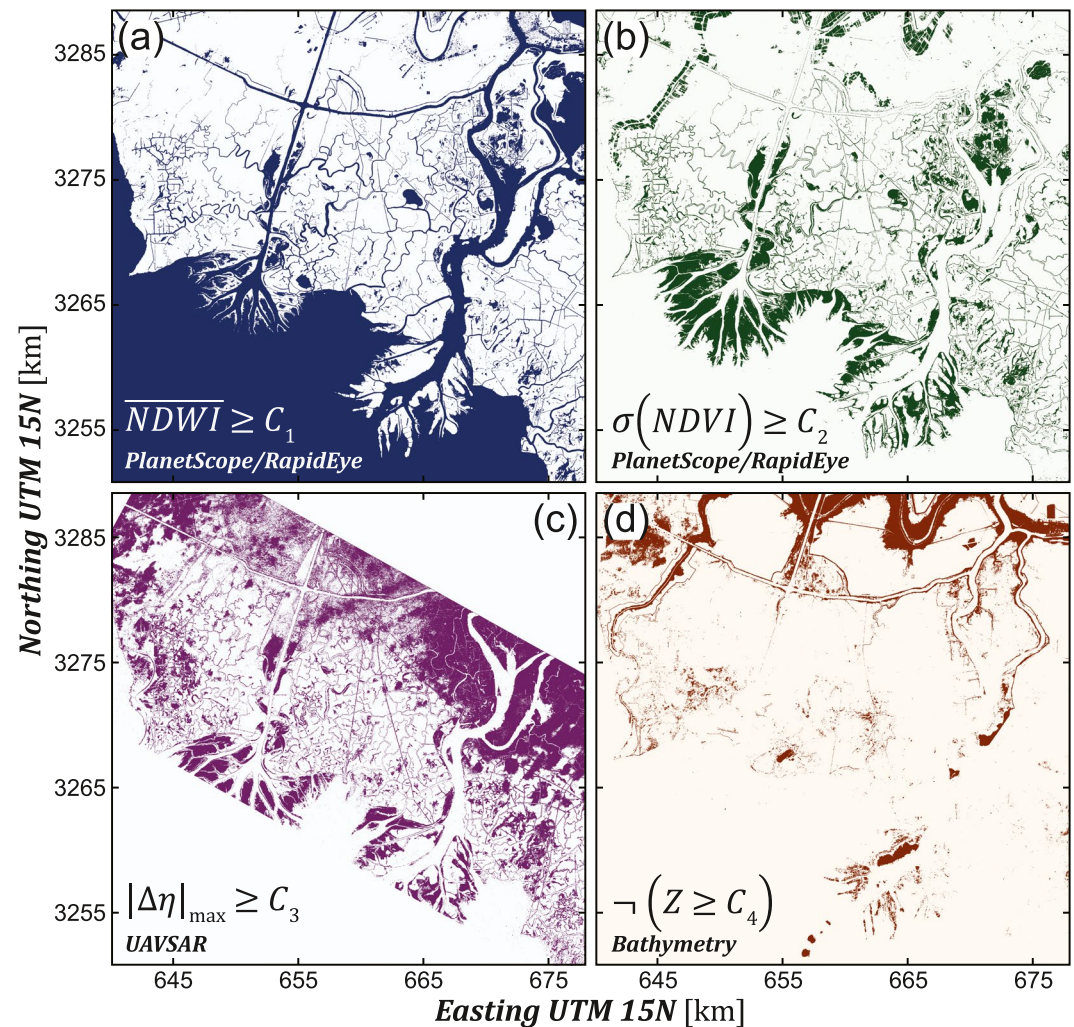 (a)
(b)
3285
3275
3265
3255
\overline{NDWI} ≥ C₁
PlanetScope/RapidEye
σ(NDVI) ≥ C₂
PlanetScope/RapidEye
(c)
(d)
3285
3275
3265
3255
|Δη|ₘₐₓ ≥ C₃
UAVSAR
¬ (Z ≥ C₄)
Bathymetry
645 655 665 675
645 655 665 675
Northing UTM 15N [km]
Easting UTM 15N [km]